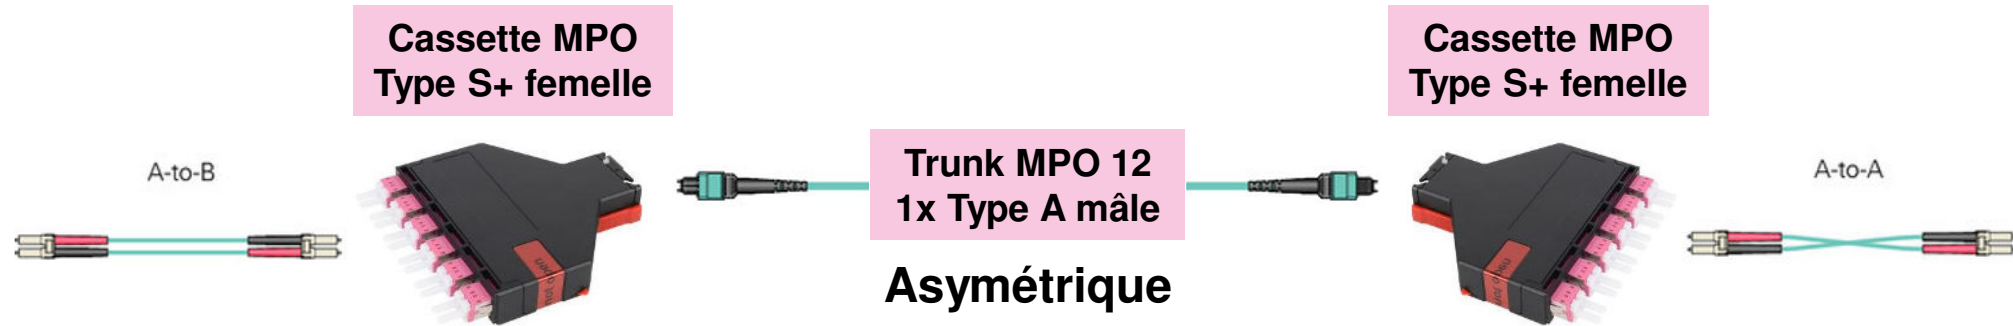 Cassette MPO
Type S+ femelle
Cassette MPO
Type S+ femelle
A-to-B
Trunk MPO 12
1x Type A mâle
A-to-A
Asymétrique